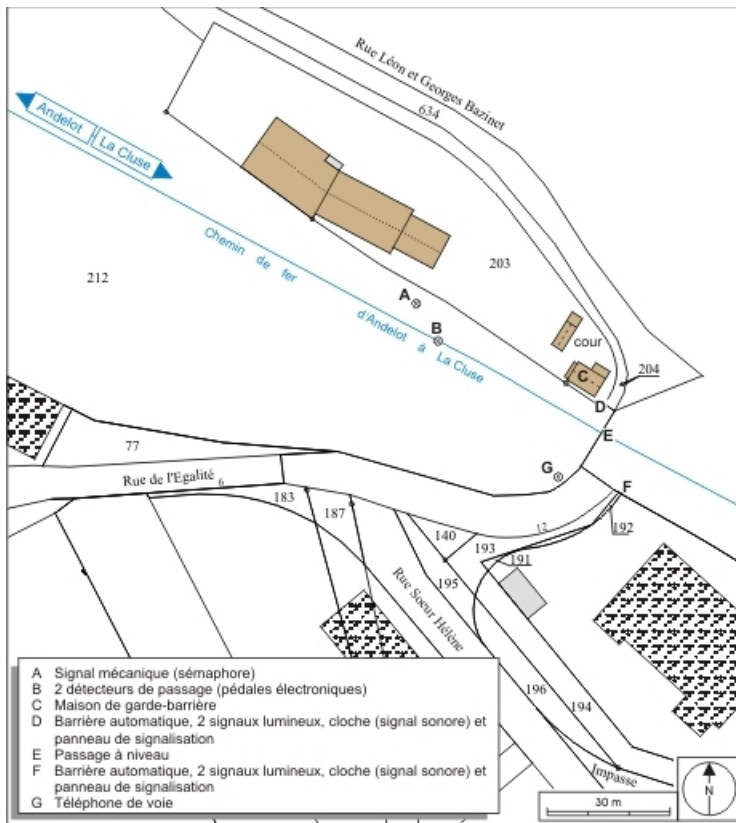 Rue Léon et Georges Bazinet
634
Andelot
La Cluse
Chemin de fer
d'Andelot à La Cluse
212
203
A
B
cour
C
204
D
E
77
G
Rue de l'Egalité
6
F
183
187
12
192
140
193
191
195
Rue Soeur Hélène
196
194
Impasse
A Signal mécanique (sémaphore)
B 2 détecteurs de passage (pédales électroniques)
C Maison de garde-barrière
D Barrière automatique, 2 signaux lumineux, cloche (signal sonore) et
panneau de signalisation
E Passage à niveau
F Barrière automatique, 2 signaux lumineux, cloche (signal sonore) et
panneau de signalisation
G Téléphone de voie
30 m
N